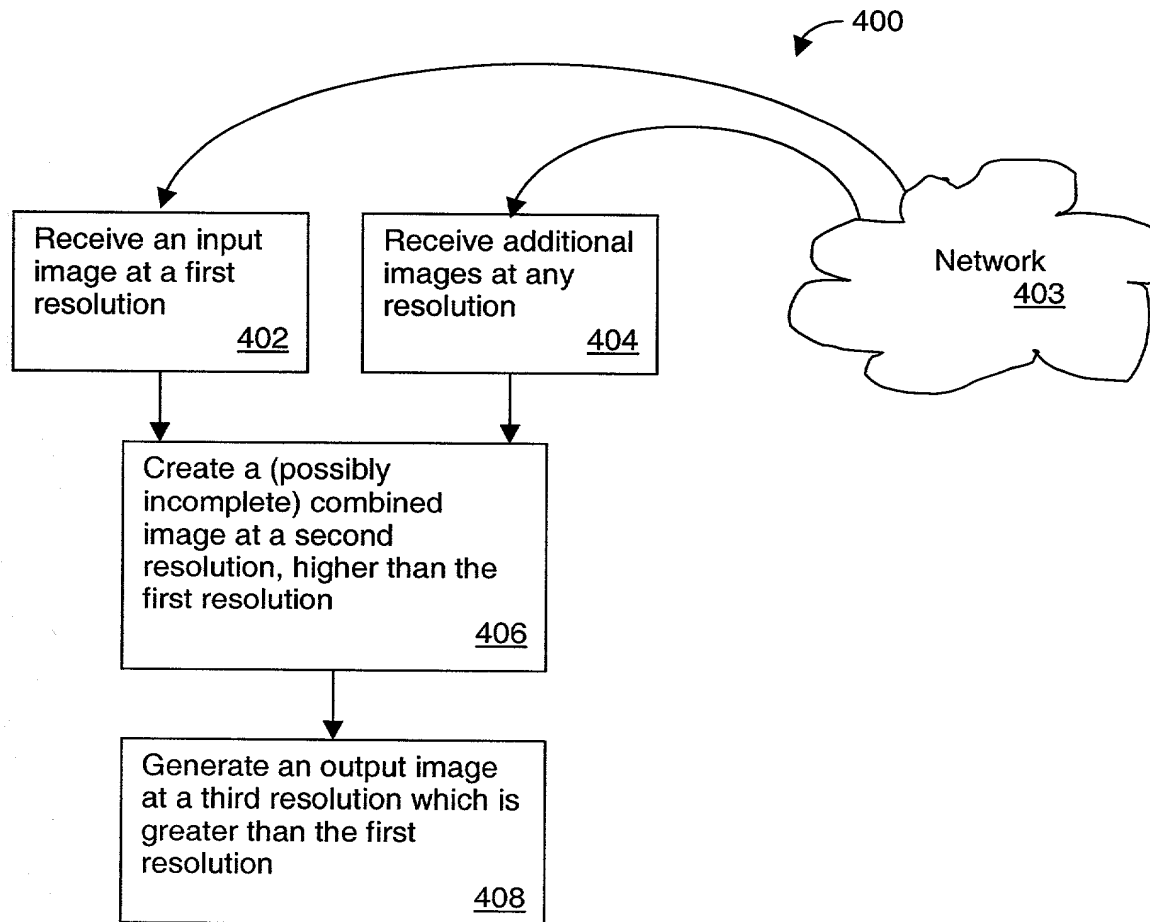 400
Receive an input
image at a first
resolution
402
Receive additional
images at any
resolution
404
Network
403
Create a (possibly
incomplete) combined
image at a second
resolution, higher than the
first resolution
406
Generate an output image
at a third resolution which is
greater than the first
resolution
408